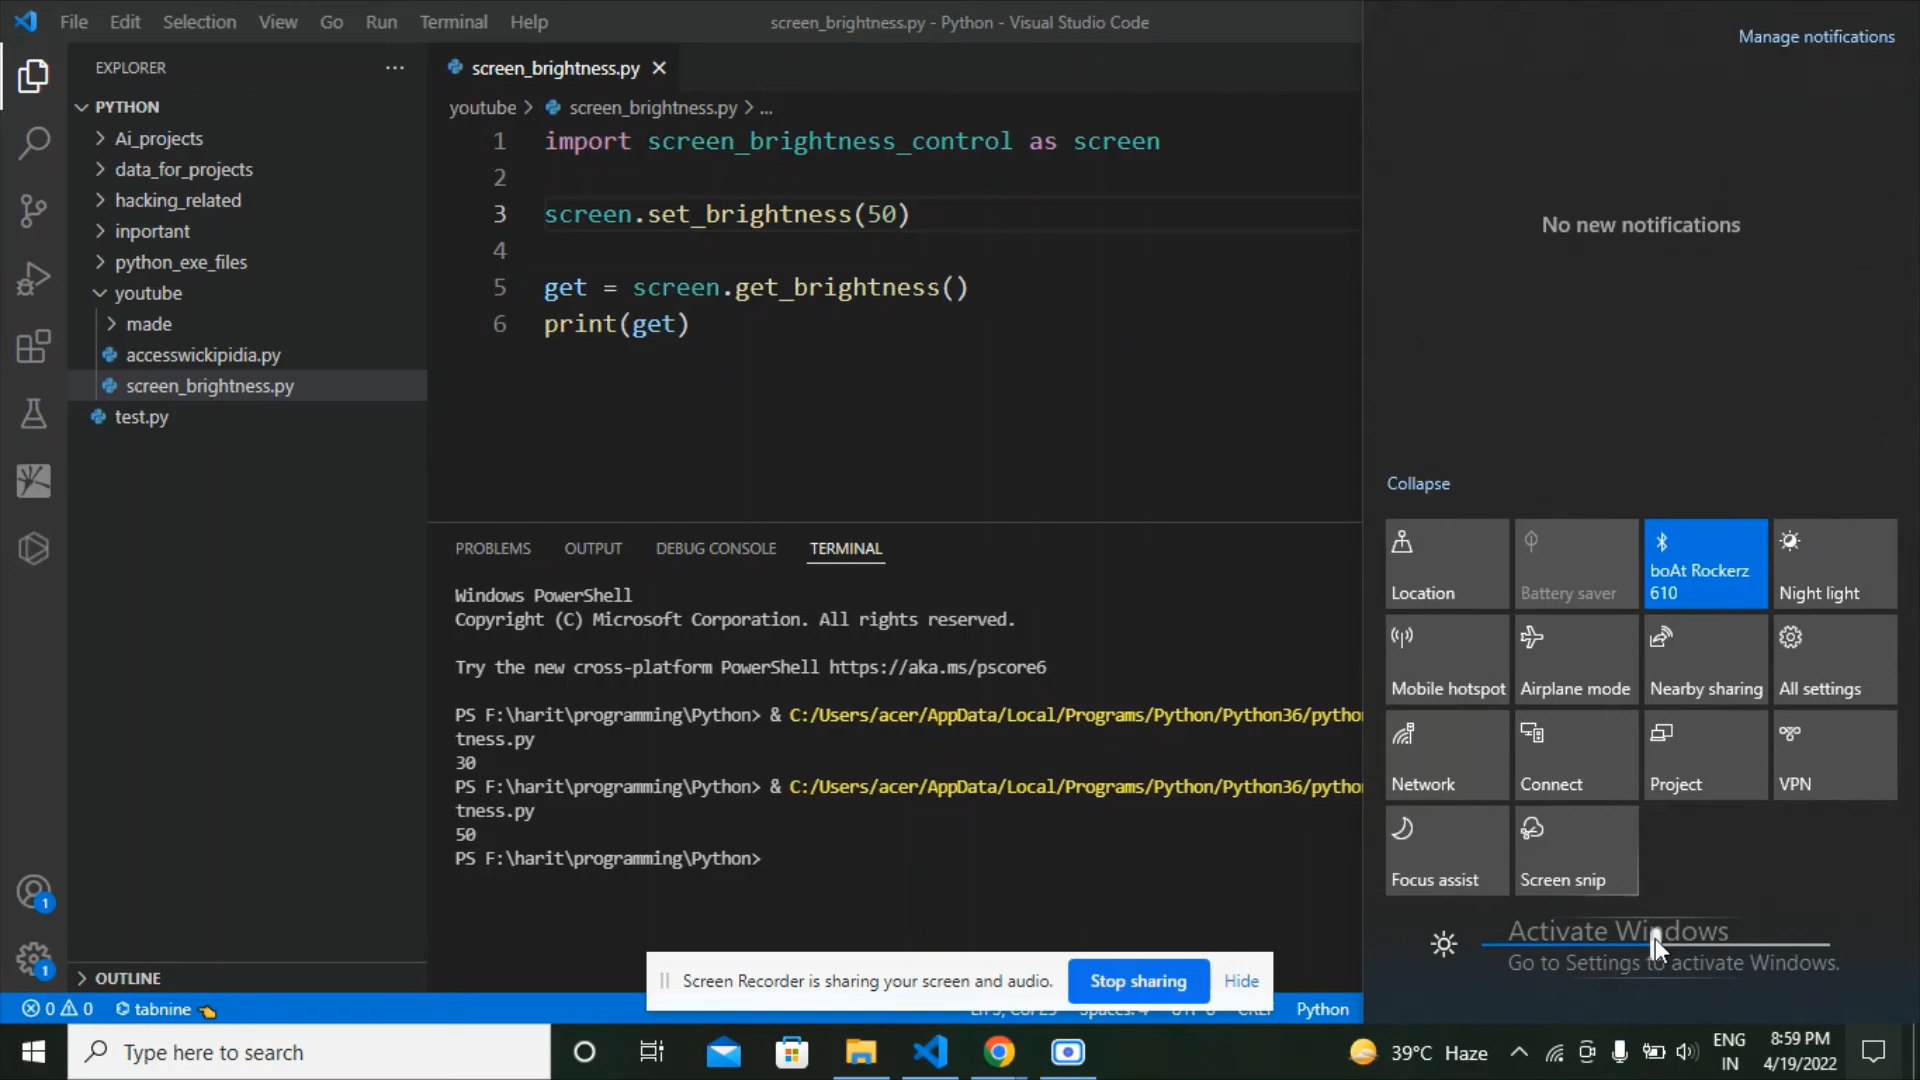 File Edit Selection View Go Run Terminal Help
screen_brightness.py - Python - Visual Studio Code
Manage notifications
EXPLORER
PYTHON
Ai_projects
data_for_projects
hacking_related
inportant
python_exe_files
youtube
made
accesswickipidia.py
screen_brightness.py
test.py
OUTLINE
screen_brightness.py
youtube > screen_brightness.py > ...
1 import screen_brightness_control as screen
2
3 screen.set_brightness(50)
4
5 get = screen.get_brightness()
6 print(get)
PROBLEMS OUTPUT DEBUG CONSOLE TERMINAL
Windows PowerShell
Copyright (C) Microsoft Corporation. All rights reserved.
Try the new cross-platform PowerShell https://aka.ms/pscore6
PS F:\harit\programming\Python> & C:/Users/acer/AppData/Local/Programs/Python/Python36/pytho
tness.py
30
PS F:\harit\programming\Python> & C:/Users/acer/AppData/Local/Programs/Python/Python36/pytho
tness.py
50
PS F:\harit\programming\Python>
No new notifications
Collapse
Location
Battery saver
boAt Rockerz
610
Night light
Mobile hotspot
Airplane mode
Nearby sharing
All settings
Network
Connect
Project
VPN
Focus assist
Screen snip
Activate Windows
Go to Settings to activate Windows.
Screen Recorder is sharing your screen and audio. Stop sharing Hide
1
1
0 0 tabnine
Python
Type here to search
39°C Haze
ENG
IN
8:59 PM
4/19/2022